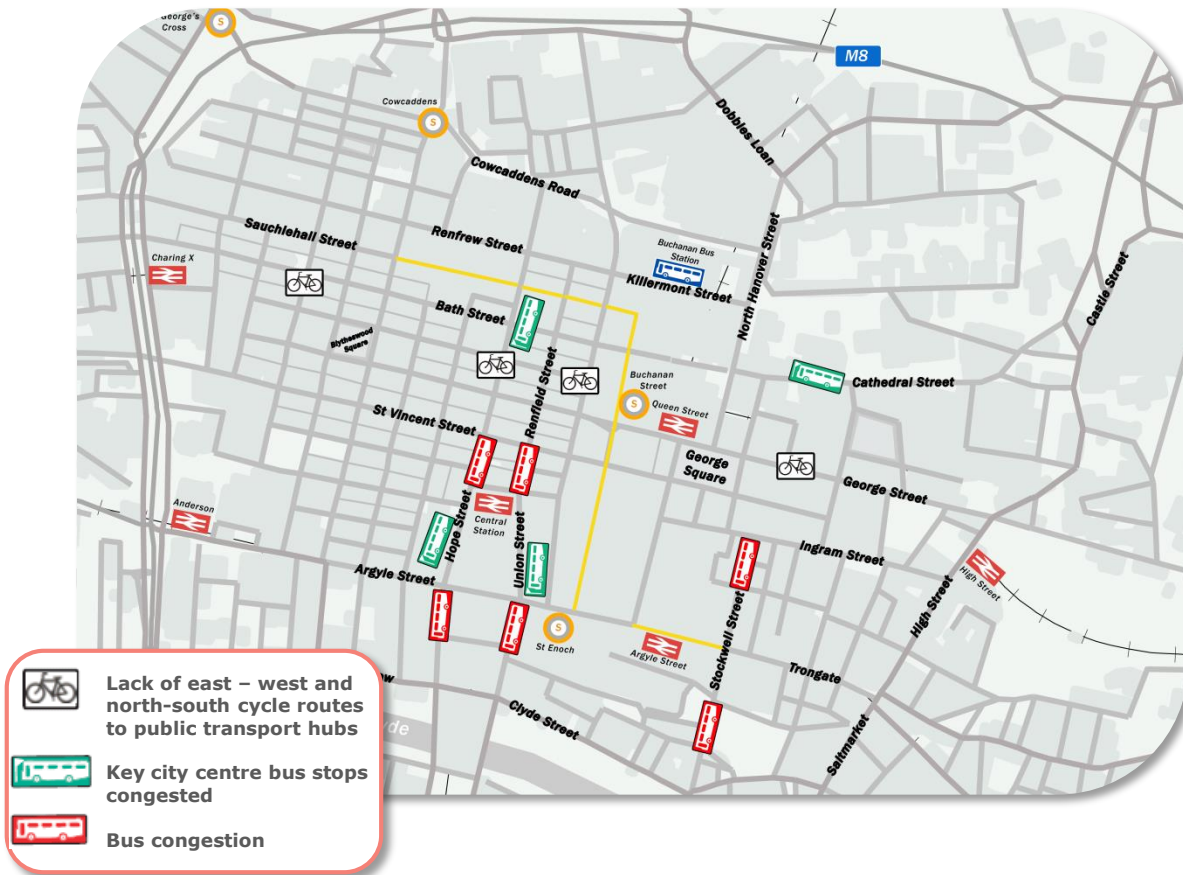 George's
Cross
S
M8
Cowcaddens
S
Dobbies Loan
Cowcaddens Road
Sauchlehall Street
Renfrew Street
Buchanan Bus
Station
North Hanover Street
Charing X
Killermont Street
Castle Street
Bath Street
Blytheswood
Square
Renfield Street
Buchanan
Street
S
Cathedral Street
Queen Street
St Vincent Street
George
Square
George Street
Anderson
Central
Station
Hope Street
Union Street
Ingram Street
Argyle Street
High Street
High Street
S
St Enoch
Argyle Street
Stockwell Street
Trongate
Clyde Street
Saltmarket
Lack of east – west and
north-south cycle routes
to public transport hubs
Key city centre bus stops
congested
Bus congestion